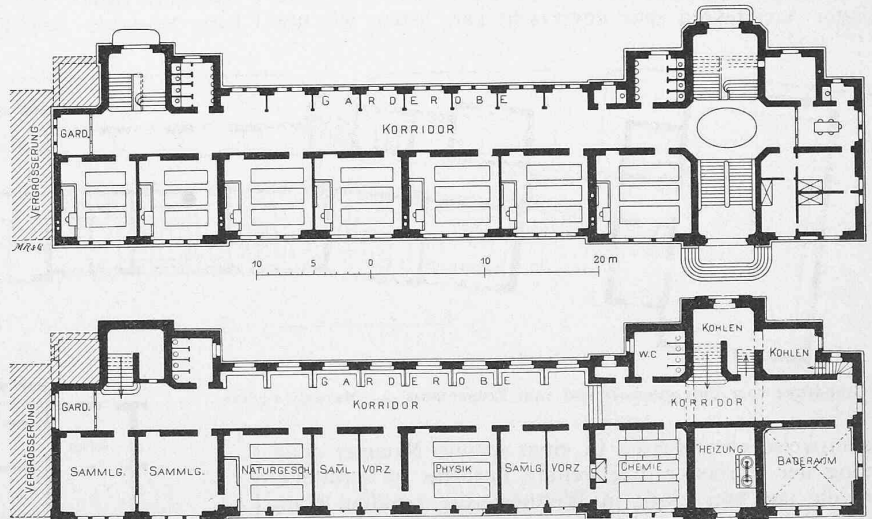 VERGRÖSSERUNG
GARD.
GARDEROBE
KORRIDOR
MR&G
10 5 0 10 20 m
VERGRÖSSERUNG
GARD.
GARDEROBE
KORRIDOR
W.C
KOHLEN
KOHLEN
KORRIDOR
SAMMLG.
SAMMLG.
NATURGESCH.
SAML.
VORZ
PHYSIK
SAMLG.
VORZ
CHEMIE
HEIZUNG
BADERAUM